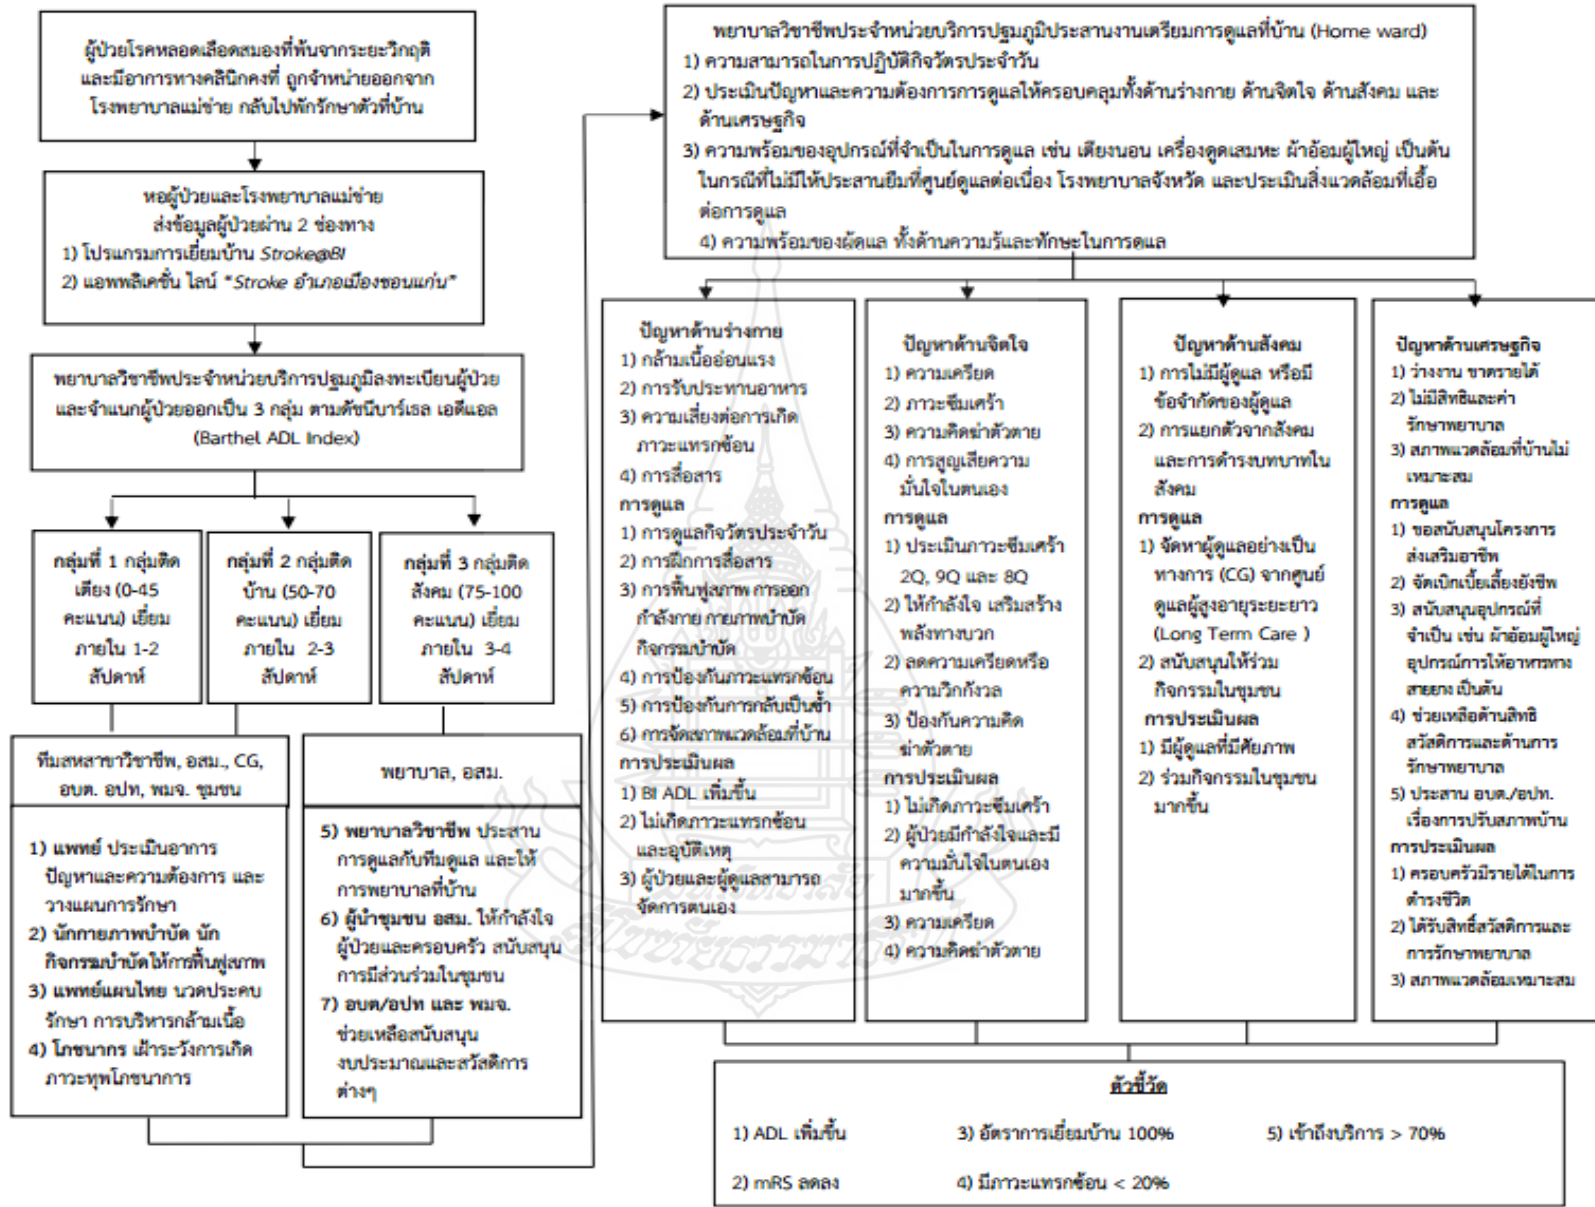 ผู้ป่วยโรคหลอดเลือดสมองที่พ้นจากระยะวิกฤติ
และมีอาการทางคลินิกคงที่ ถูกจำหน่ายออกจาก
โรงพยาบาลแม่ข่าย กลับไปพักรักษาตัวที่บ้าน
หอผู้ป่วยและโรงพยาบาลแม่ข่าย
ส่งข้อมูลผู้ป่วยผ่าน 2 ช่องทาง
1) โปรแกรมการเยี่ยมบ้าน Stroke@BI
2) แอพพลิเคชั่น ไลน์ "Stroke อำเภอเมืองขอนแก่น"
พยาบาลวิชาชีพประจำหน่วยบริการปฐมภูมิลงทะเบียนผู้ป่วย
และจำแนกผู้ป่วยออกเป็น 3 กลุ่ม ตามดัชนีบาร์เธล เอดีแอล
(Barthel ADL Index)
กลุ่มที่ 1 กลุ่มติด
เตียง (0-45
คะแนน) เยี่ยม
ภายใน 1-2
สัปดาห์
กลุ่มที่ 2 กลุ่มติด
บ้าน (50-70
คะแนน) เยี่ยม
ภายใน 2-3
สัปดาห์
กลุ่มที่ 3 กลุ่มติด
สังคม (75-100
คะแนน) เยี่ยม
ภายใน 3-4
สัปดาห์
ทีมสหสาขาวิชาชีพ, อสม., CG,
อบต. อปท, พมจ. ชุมชน
1) แพทย์ ประเมินอาการ
ปัญหาและความต้องการ และ
วางแผนการรักษา
2) นักกายภาพบำบัด นัก
กิจกรรมบำบัดให้การฟื้นฟูสภาพ
3) แพทย์แผนไทย นวดประคบ
รักษา การบริหารกล้ามเนื้อ
4) โภชนากร เฝ้าระวังการเกิด
ภาวะทุพโภชนาการ
พยาบาล, อสม.
5) พยาบาลวิชาชีพ ประสาน
การดูแลกับทีมดูแล และให้
การพยาบาลที่บ้าน
6) ผู้นำชุมชน อสม. ให้กำลังใจ
ผู้ป่วยและครอบครัว สนับสนุน
การมีส่วนร่วมในชุมชน
7) อบต/อปท และ พมจ.
ช่วยเหลือสนับสนุน
งบประมาณและสวัสดิการ
ต่างๆ
พยาบาลวิชาชีพประจำหน่วยบริการปฐมภูมิประสานงานเตรียมการดูแลที่บ้าน (Home ward)
1) ความสามารถในการปฏิบัติกิจวัตรประจำวัน
2) ประเมินปัญหาและความต้องการการดูแลให้ครอบคลุมทั้งด้านร่างกาย ด้านจิตใจ ด้านสังคม และ
ด้านเศรษฐกิจ
3) ความพร้อมของอุปกรณ์ที่จำเป็นในการดูแล เช่น เตียงนอน เครื่องดูดเสมหะ ผ้าอ้อมผู้ใหญ่ เป็นต้น
ในกรณีที่ไม่มีให้ประสานยืมที่ศูนย์ดูแลต่อเนื่อง โรงพยาบาลจังหวัด และประเมินสิ่งแวดล้อมที่เอื้อ
ต่อการดูแล
4) ความพร้อมของผู้ดูแล ทั้งด้านความรู้และทักษะในการดูแล
ปัญหาด้านร่างกาย
1) กล้ามเนื้ออ่อนแรง
2) การรับประทานอาหาร
3) ความเสี่ยงต่อการเกิด
ภาวะแทรกซ้อน
4) การสื่อสาร
การดูแล
1) การดูแลกิจวัตรประจำวัน
2) การฝึกการสื่อสาร
3) การฟื้นฟูสภาพ การออก
กำลังกาย กายภาพบำบัด
กิจกรรมบำบัด
4) การป้องกันภาวะแทรกซ้อน
5) การป้องกันการกลับเป็นซ้ำ
6) การจัดสภาพแวดล้อมที่บ้าน
การประเมินผล
1) BI ADL เพิ่มขึ้น
2) ไม่เกิดภาวะแทรกซ้อน
และอุบัติเหตุ
3) ผู้ป่วยและผู้ดูแลสามารถ
จัดการตนเอง
ปัญหาด้านจิตใจ
1) ความเครียด
2) ภาวะซึมเศร้า
3) ความคิดฆ่าตัวตาย
4) การสูญเสียความ
มั่นใจในตนเอง
การดูแล
1) ประเมินภาวะซึมเศร้า
2Q, 9Q และ 8Q
2) ให้กำลังใจ เสริมสร้าง
พลังทางบวก
2) ลดความเครียดหรือ
ความวิกกังวล
3) ป้องกันความคิด
ฆ่าตัวตาย
การประเมินผล
1) ไม่เกิดภาวะซึมเศร้า
2) ผู้ป่วยมีกำลังใจและมี
ความมั่นใจในตนเอง
มากขึ้น
3) ความเครียด
4) ความคิดฆ่าตัวตาย
ปัญหาด้านสังคม
1) การไม่มีผู้ดูแล หรือมี
ข้อจำกัดของผู้ดูแล
2) การแยกตัวจากสังคม
และการดำรงบทบาทใน
สังคม
การดูแล
1) จัดหาผู้ดูแลอย่างเป็น
ทางการ (CG) จากศูนย์
ดูแลผู้สูงอายุระยะยาว
(Long Term Care )
2) สนับสนุนให้ร่วม
กิจกรรมในชุมชน
การประเมินผล
1) มีผู้ดูแลที่มีศัยภาพ
2) ร่วมกิจกรรมในชุมชน
มากขึ้น
ปัญหาด้านเศรษฐกิจ
1) ว่างงาน ขาดรายได้
2) ไม่มีสิทธิและค่า
รักษาพยาบาล
3) สภาพแวดล้อมที่บ้านไม่
เหมาะสม
การดูแล
1) ขอสนับสนุนโครงการ
ส่งเสริมอาชีพ
2) จัดเบิกเบี้ยเลี้ยงยังชีพ
3) สนับสนุนอุปกรณ์ที่
จำเป็น เช่น ผ้าอ้อมผู้ใหญ่
อุปกรณ์การให้อาหารทาง
สายยาง เป็นต้น
4) ช่วยเหลือด้านสิทธิ
สวัสดิการและด้านการ
รักษาพยาบาล
5) ประสาน อบต./อปท.
เรื่องการปรับสภาพบ้าน
การประเมินผล
1) ครอบครัวมีรายได้ในการ
ดำรงชีวิต
2) ได้รับสิทธิ์สวัสดิการและ
การรักษาพยาบาล
3) สภาพแวดล้อมเหมาะสม
ตัวชี้วัด
1) ADL เพิ่มขึ้น
3) อัตราการเยี่ยมบ้าน 100%
5) เข้าถึงบริการ > 70%
2) mRS ลดลง
4) มีภาวะแทรกซ้อน < 20%